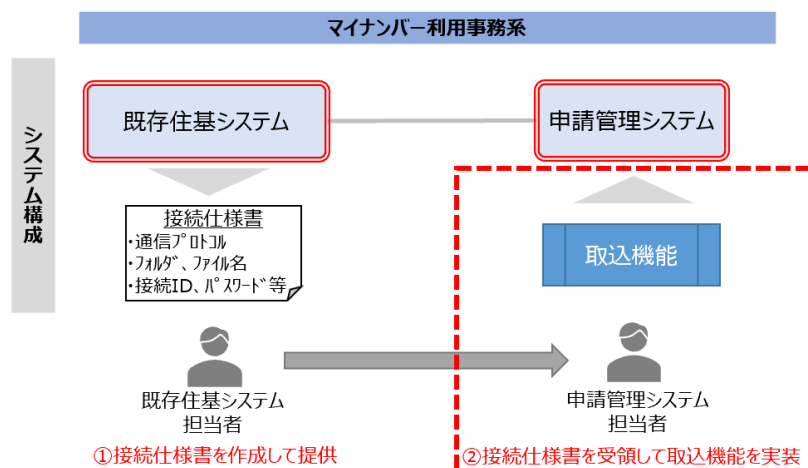 マイナンバー利用事務系
システム構成
既存住基システム
申請管理システム
接続仕様書
・通信ﾌﾟﾛﾄｺﾙ
・ﾌｫﾙﾀﾞ、ﾌｧｲﾙ名
・接続ID、ﾊﾟｽﾜｰﾄﾞ等
取込機能
既存住基システム
担当者
申請管理システム
担当者
①接続仕様書を作成して提供
②接続仕様書を受領して取込機能を実装